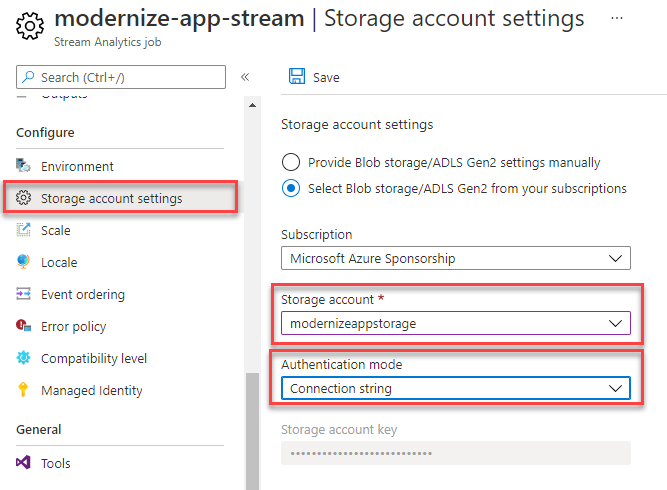 modernize-app-stream | Storage account settings ...
Stream Analytics job
Search (Ctrl+/)
«
Outputs
Configure
Environment
Storage account settings
Scale
Locale
Event ordering
Error policy
Compatibility level
Managed Identity
General
Tools
Save
Storage account settings
Provide Blob storage/ADLS Gen2 settings manually
Select Blob storage/ADLS Gen2 from your subscriptions
Subscription
Microsoft Azure Sponsorship
Storage account *
modernizeappstorage
Authentication mode
Connection string
Storage account key
••••••••••••••••••••••••••••